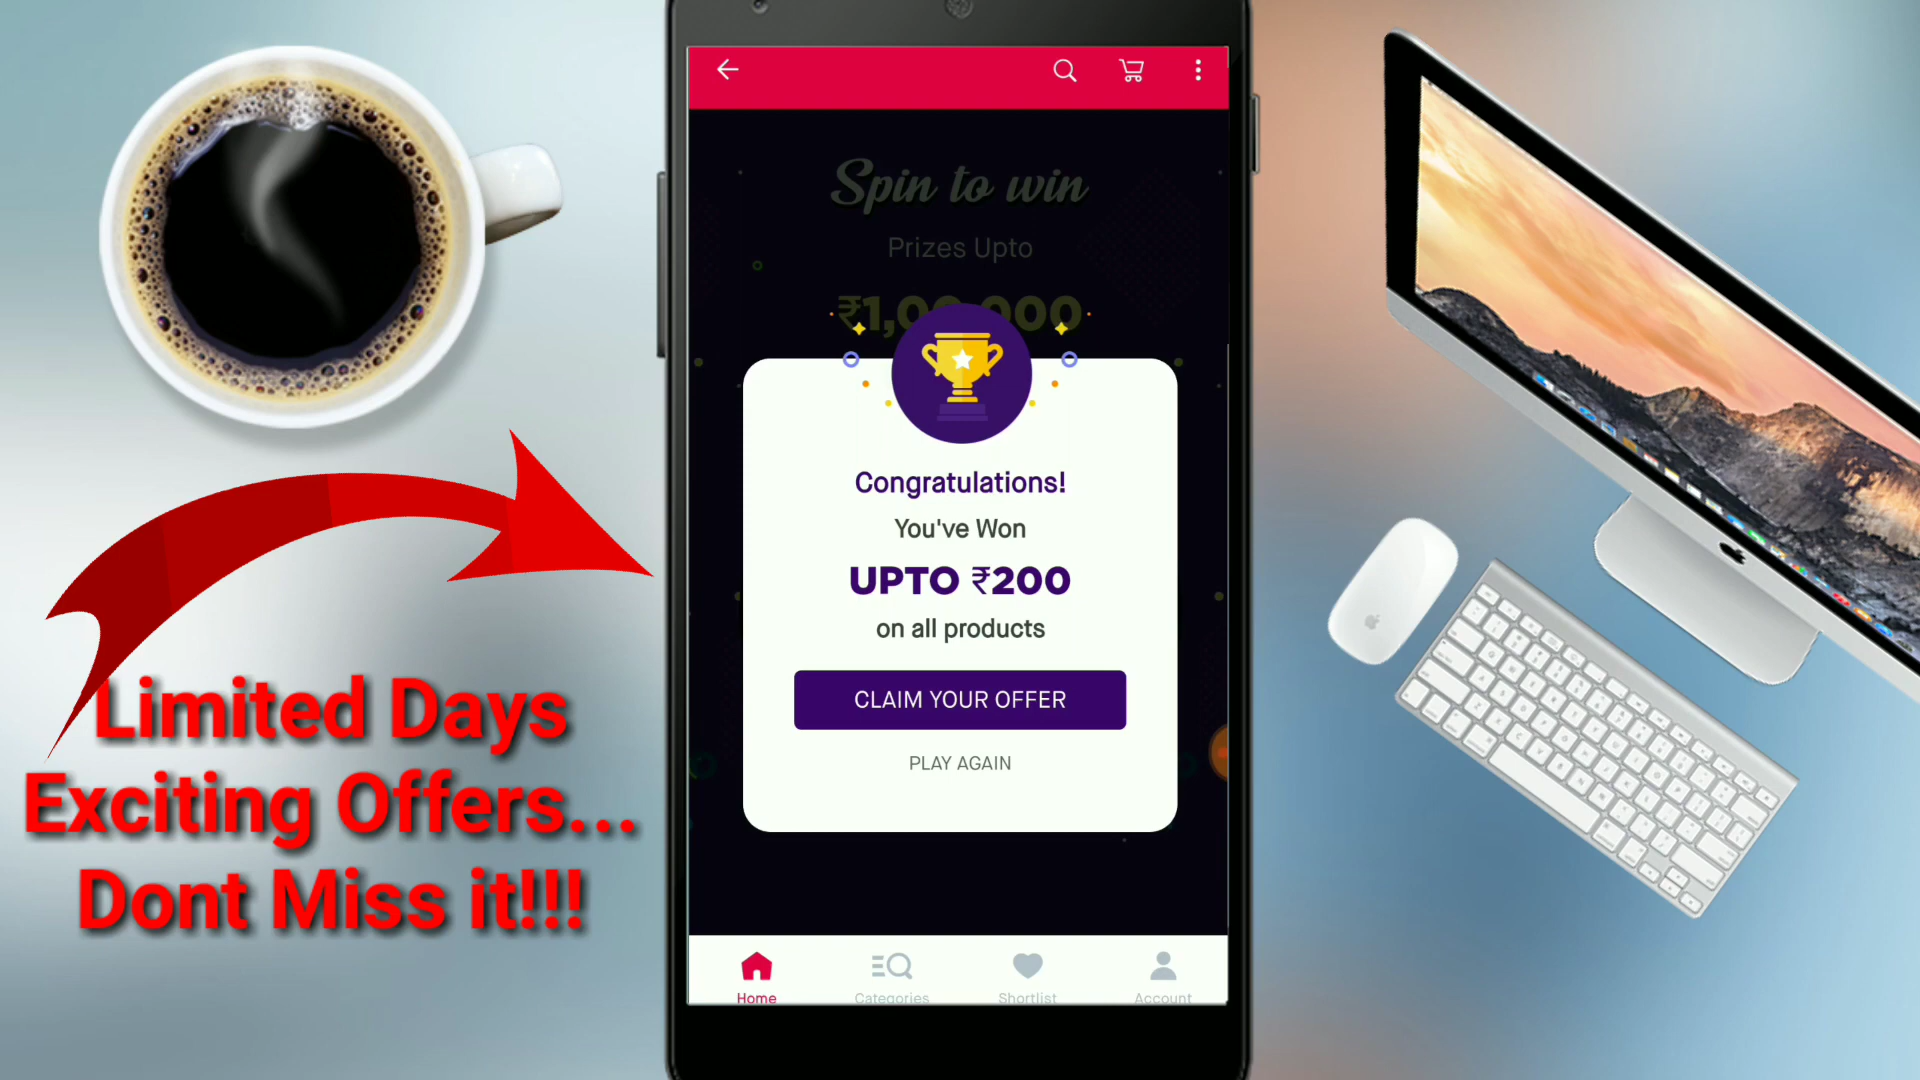 Spin to win
Prizes Upto
Congratulations!
You've Won
UPTO ₹200
on all products
CLAIM YOUR OFFER
PLAY AGAIN
Home
Categories
Shortlist
Account
Limited Days
Exciting Offers...
Dont Miss it!!!